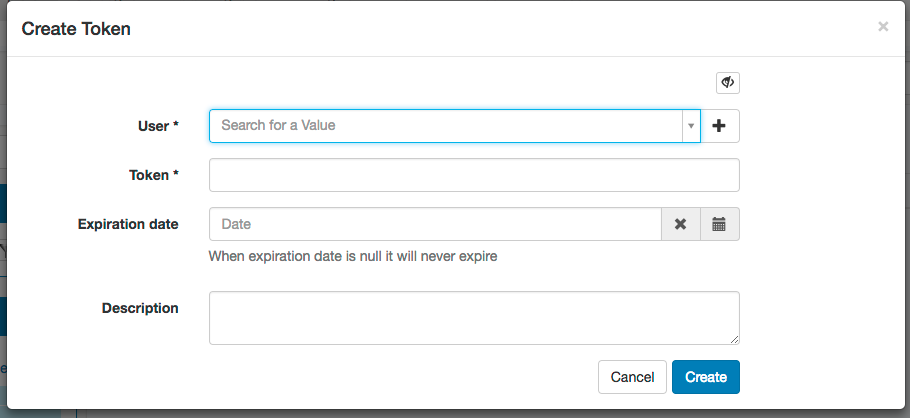 Create Token
×
User *
Search for a Value
Token *
Expiration date
Date
When expiration date is null it will never expire
Description
Cancel
Create